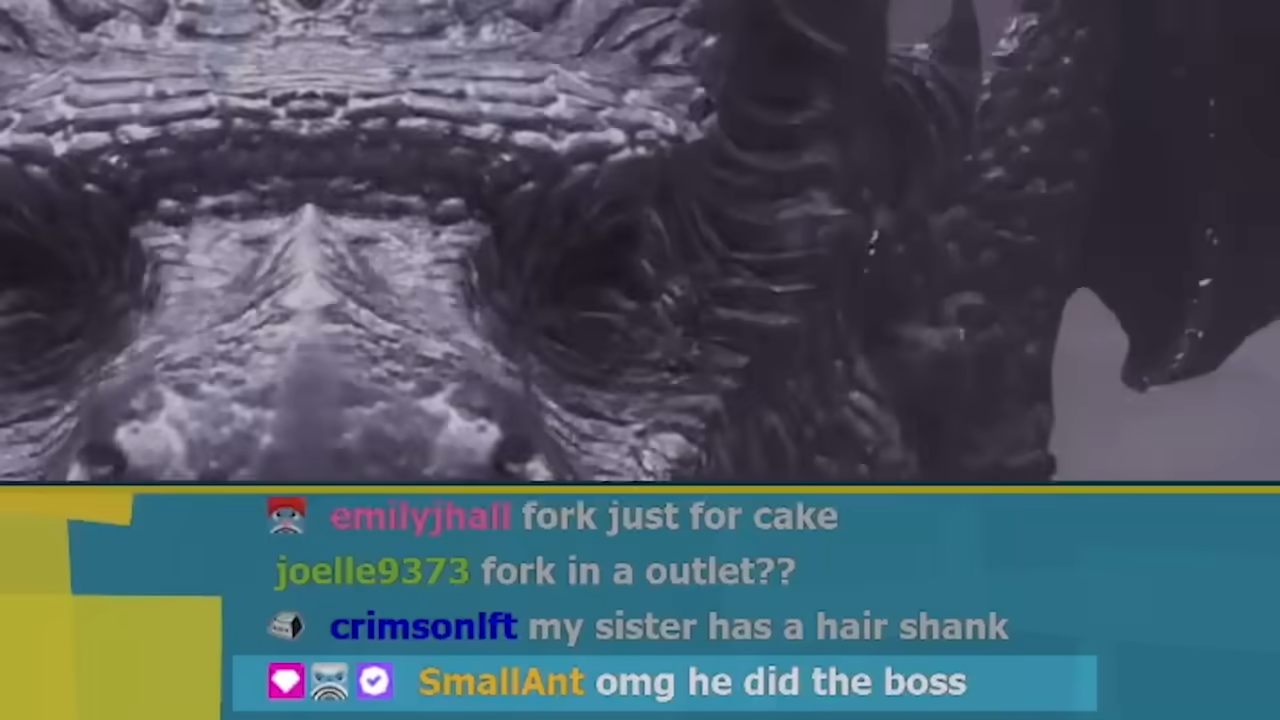 emilyjhall fork just for cake
joelle9373 fork in a outlet??
crimsonlft my sister has a hair shank
SmallAnt omg he did the boss